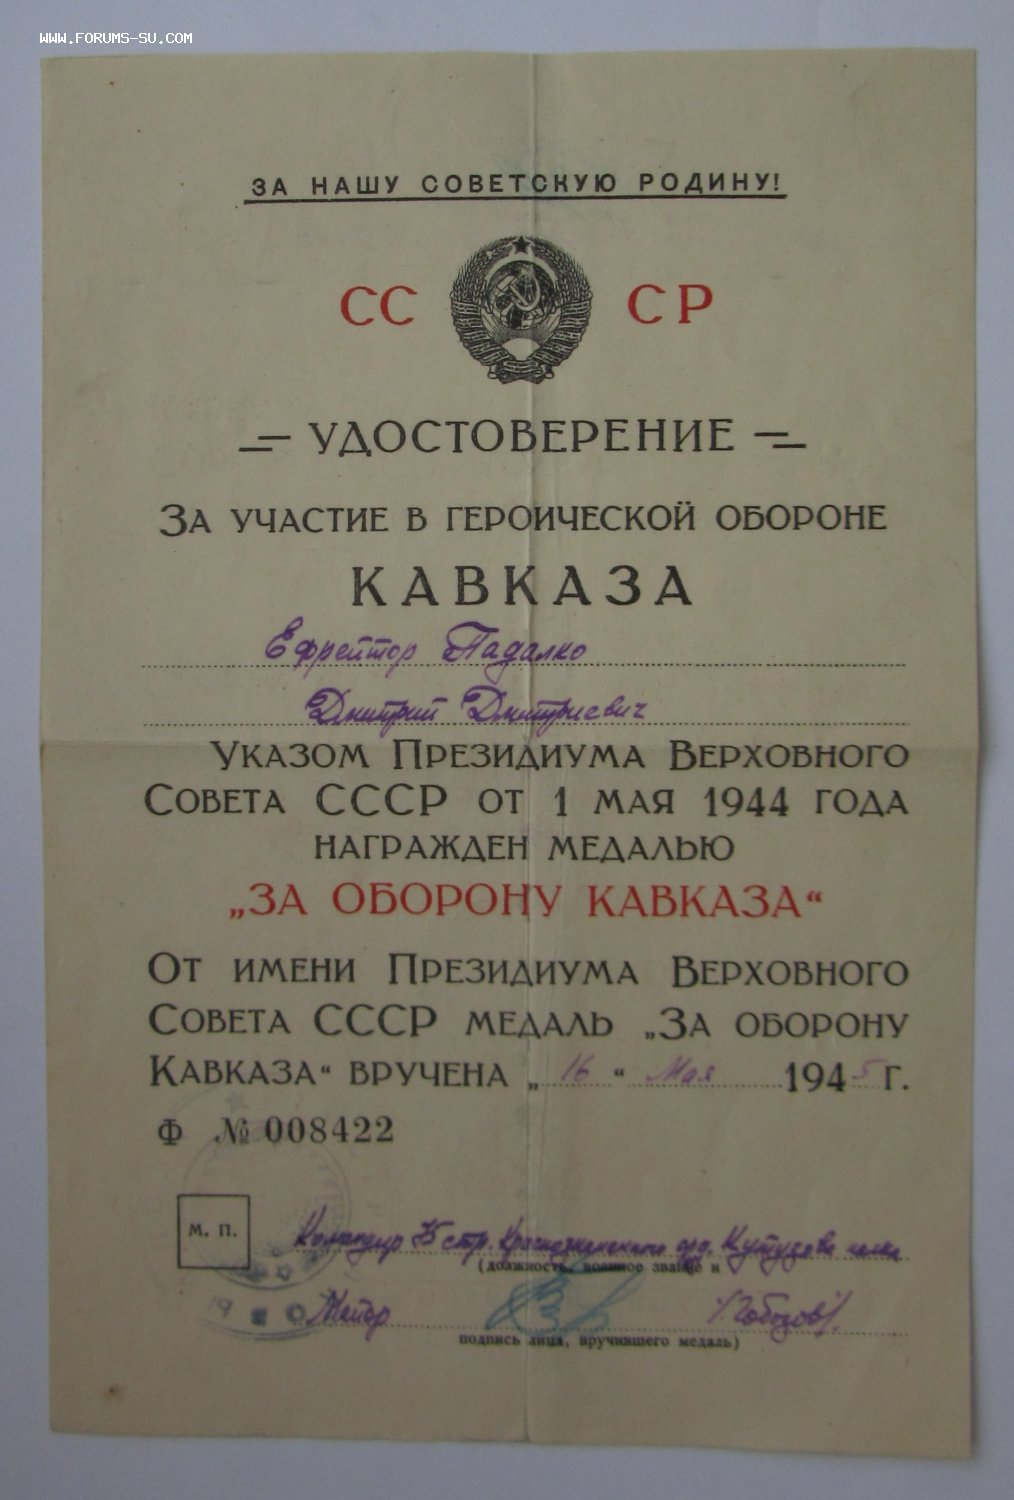 WWW.FORUMS-SU.COM
ЗА НАШУ СОВЕТСКУЮ РОДИНУ!
СС СР
УДОСТОВЕРЕНИЕ
ЗА УЧАСТИЕ В ГЕРОИЧЕСКОЙ ОБОРОНЕ
КАВКАЗА
Ефрейтор Падалко
Дмитрий Дмитриевич
УКАЗОМ ПРЕЗИДИУМА ВЕРХОВНОГО
СОВЕТА СССР ОТ 1 МАЯ 1944 ГОДА
НАГРАЖДЕН МЕДАЛЬЮ
„ЗА ОБОРОНУ КАВКАЗА“
ОТ ИМЕНИ ПРЕЗИДИУМА ВЕРХОВНОГО
СОВЕТА СССР МЕДАЛЬ „ЗА ОБОРОНУ
КАВКАЗА“ ВРУЧЕНА „16“ Мая 1945 Г.
Ф № 008422
М. П.
Командир 75 стр. Краснознаменного орд. Кутузова полка
(должность, военное звание и
Майор
подпись лица, вручившего медаль)